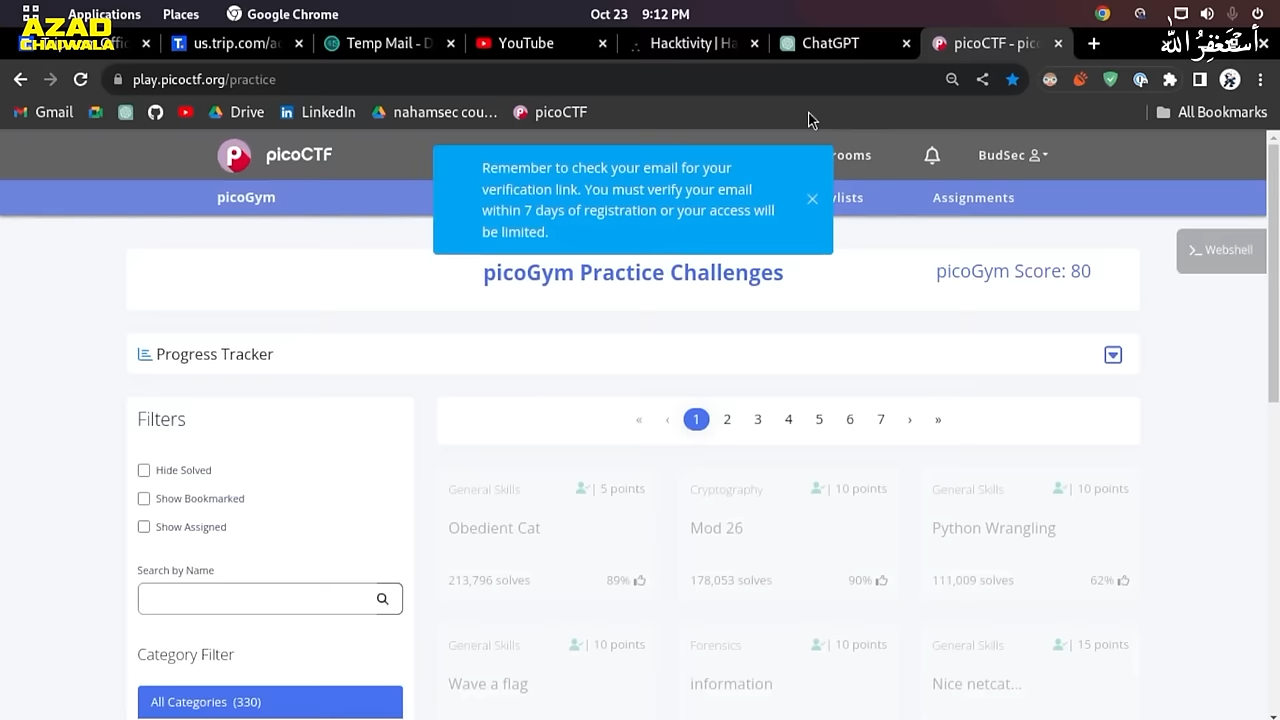 Applications Places Google Chrome Oct 23 9:12 PM
AZAD
CHAIWALA
أستغفر الله
us.trip.com/a Temp Mail - D YouTube Hacktivity | Ha ChatGPT picoCTF - pico
play.picoctf.org/practice
Gmail Drive LinkedIn nahamsec cou... picoCTF All Bookmarks
picoCTF rooms BudSec
picoGym lists Assignments
Remember to check your email for your
verification link. You must verify your email
within 7 days of registration or your access will
be limited.
>_ Webshell
picoGym Practice Challenges picoGym Score: 80
Progress Tracker
Filters
« ‹ 1 2 3 4 5 6 7 › »
Hide Solved
Show Bookmarked
Show Assigned
Search by Name
Category Filter
All Categories (330)
General Skills | 5 points
Obedient Cat
213,796 solves 89%
Cryptography | 10 points
Mod 26
178,053 solves 90%
General Skills | 10 points
Python Wrangling
111,009 solves 62%
General Skills | 10 points
Wave a flag
Forensics | 10 points
information
General Skills | 15 points
Nice netcat...